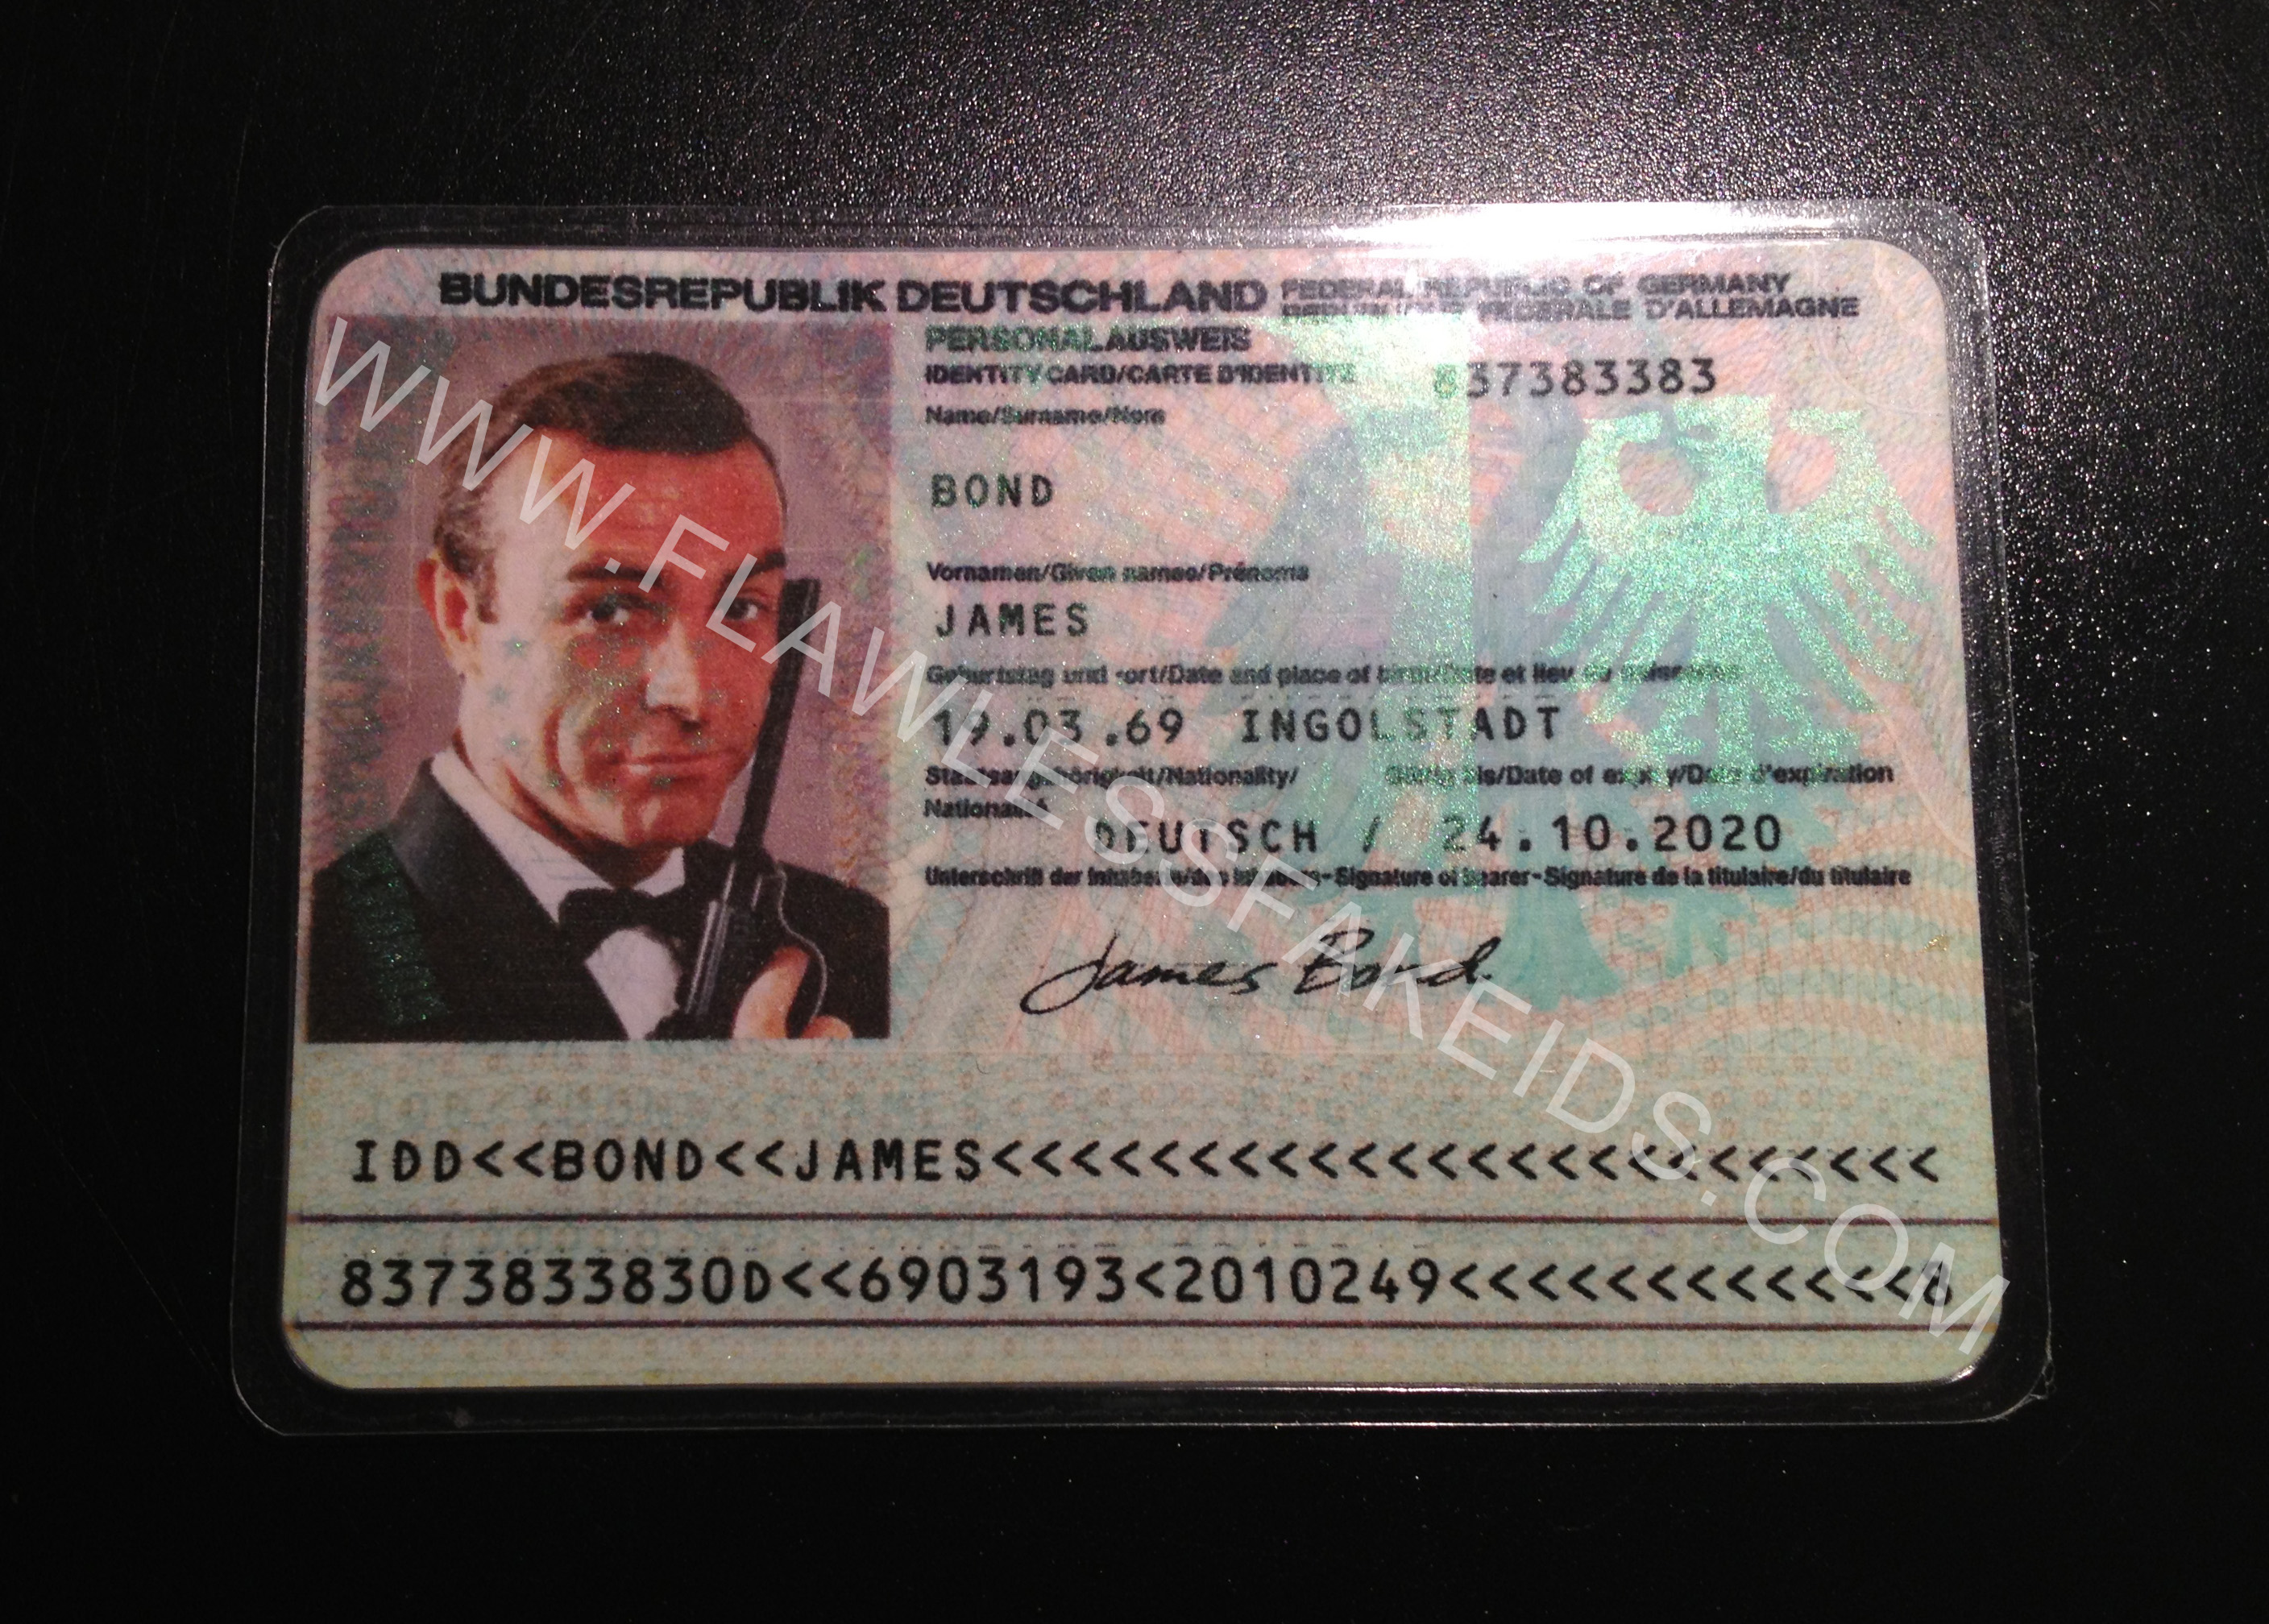 BUNDESREPUBLIK DEUTSCHLAND FEDERAL REPUBLIC OF GERMANY
FEDERALE D'ALLEMAGNE
PERSONALAUSWEIS
IDENTITY CARD/CARTE D'IDENTITE 837383383
Name/Surname/Nom
BOND
Vornamen/Given names/Prénoms
JAMES
Geburtstag und -ort/Date and place of birth/Date et lieu de naissance
19.03.69 INGOLSTADT
Staatsangehörigkeit/Nationality/ Gültig bis/Date of expiry/Date d'expiration
Nationalité
DEUTSCH / 24.10.2020
Unterschrift der Inhaberin/des Inhabers-Signature of bearer-Signature de la titulaire/du titulaire
James Bond.
IDD<<BOND<<JAMES<<<<<<<<<<<<<<<<<<<<<<<<
8373833830D<<6903193<2010249<<<<<<<<<<<<6
WWW.FLAWLESSFAKEIDS.COM